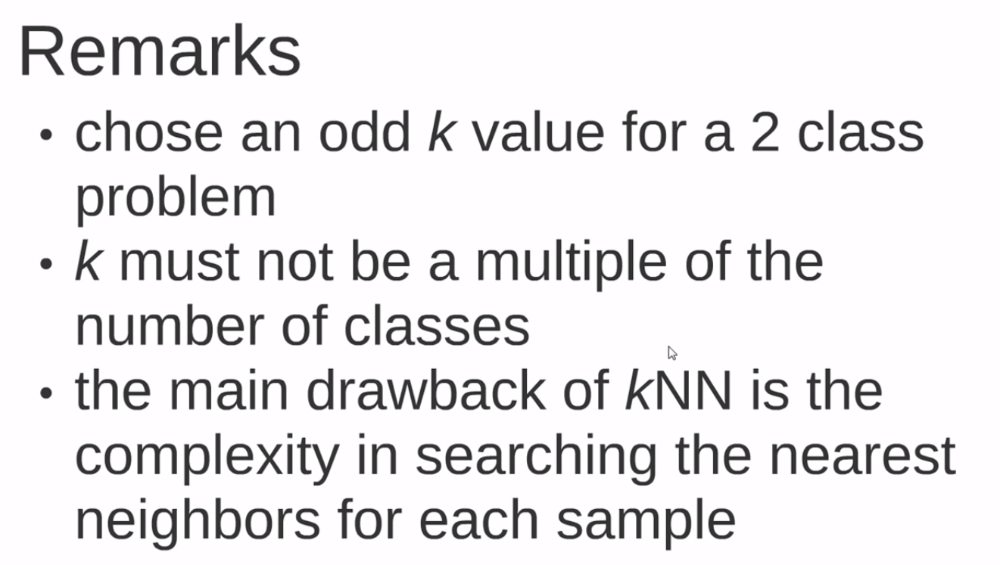 Remarks
• chose an odd k value for a 2 class
problem
• k must not be a multiple of the
number of classes
• the main drawback of kNN is the
complexity in searching the nearest
neighbors for each sample